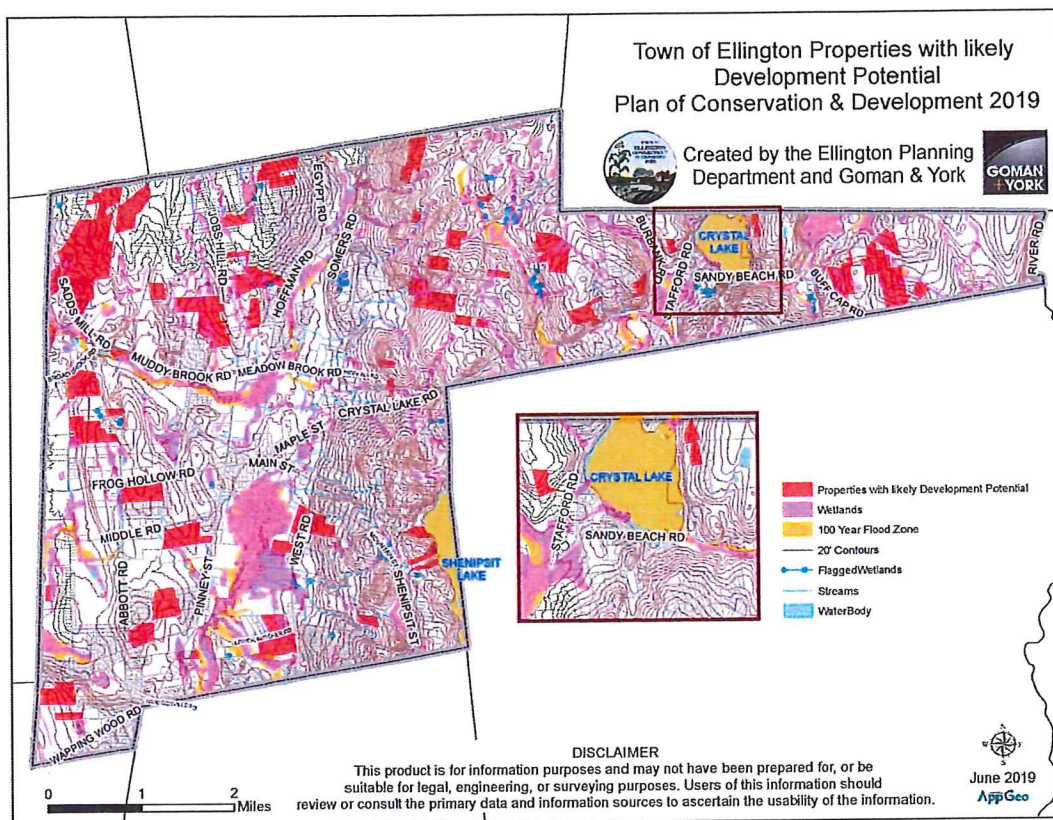 Town of Ellington Properties with likely
Development Potential
Plan of Conservation & Development 2019
Created by the Ellington Planning
Department and Goman & York
GOMAN
+YORK
EGYPT RD
JOBS HILL RD
SOMERS RD
HOFFMAN RD
SADDS MILL RD
BURBANK RD
STAFFORD RD
CRYSTAL
LAKE
SANDY BEACH RD
BUFF CAP RD
RIVER RD
MUDDY BROOK RD
MEADOW BROOK RD
CRYSTAL LAKE RD
MAPLE ST
MAIN ST
FROG HOLLOW RD
MIDDLE RD
ABBOTT RD
PINNEY ST
WEST RD
MOUNTAIN ST
SHENIPSIT ST
SHENIPSIT
LAKE
WAPPING WOOD RD
CRYSTAL LAKE
STAFFORD RD
SANDY BEACH RD
Properties with likely Development Potential
Wetlands
100 Year Flood Zone
20' Contours
FlaggedWetlands
Streams
WaterBody
0 1 2
Miles
DISCLAIMER
This product is for information purposes and may not have been prepared for, or be
suitable for legal, engineering, or surveying purposes. Users of this information should
review or consult the primary data and information sources to ascertain the usability of the information.
June 2019
AppGeo